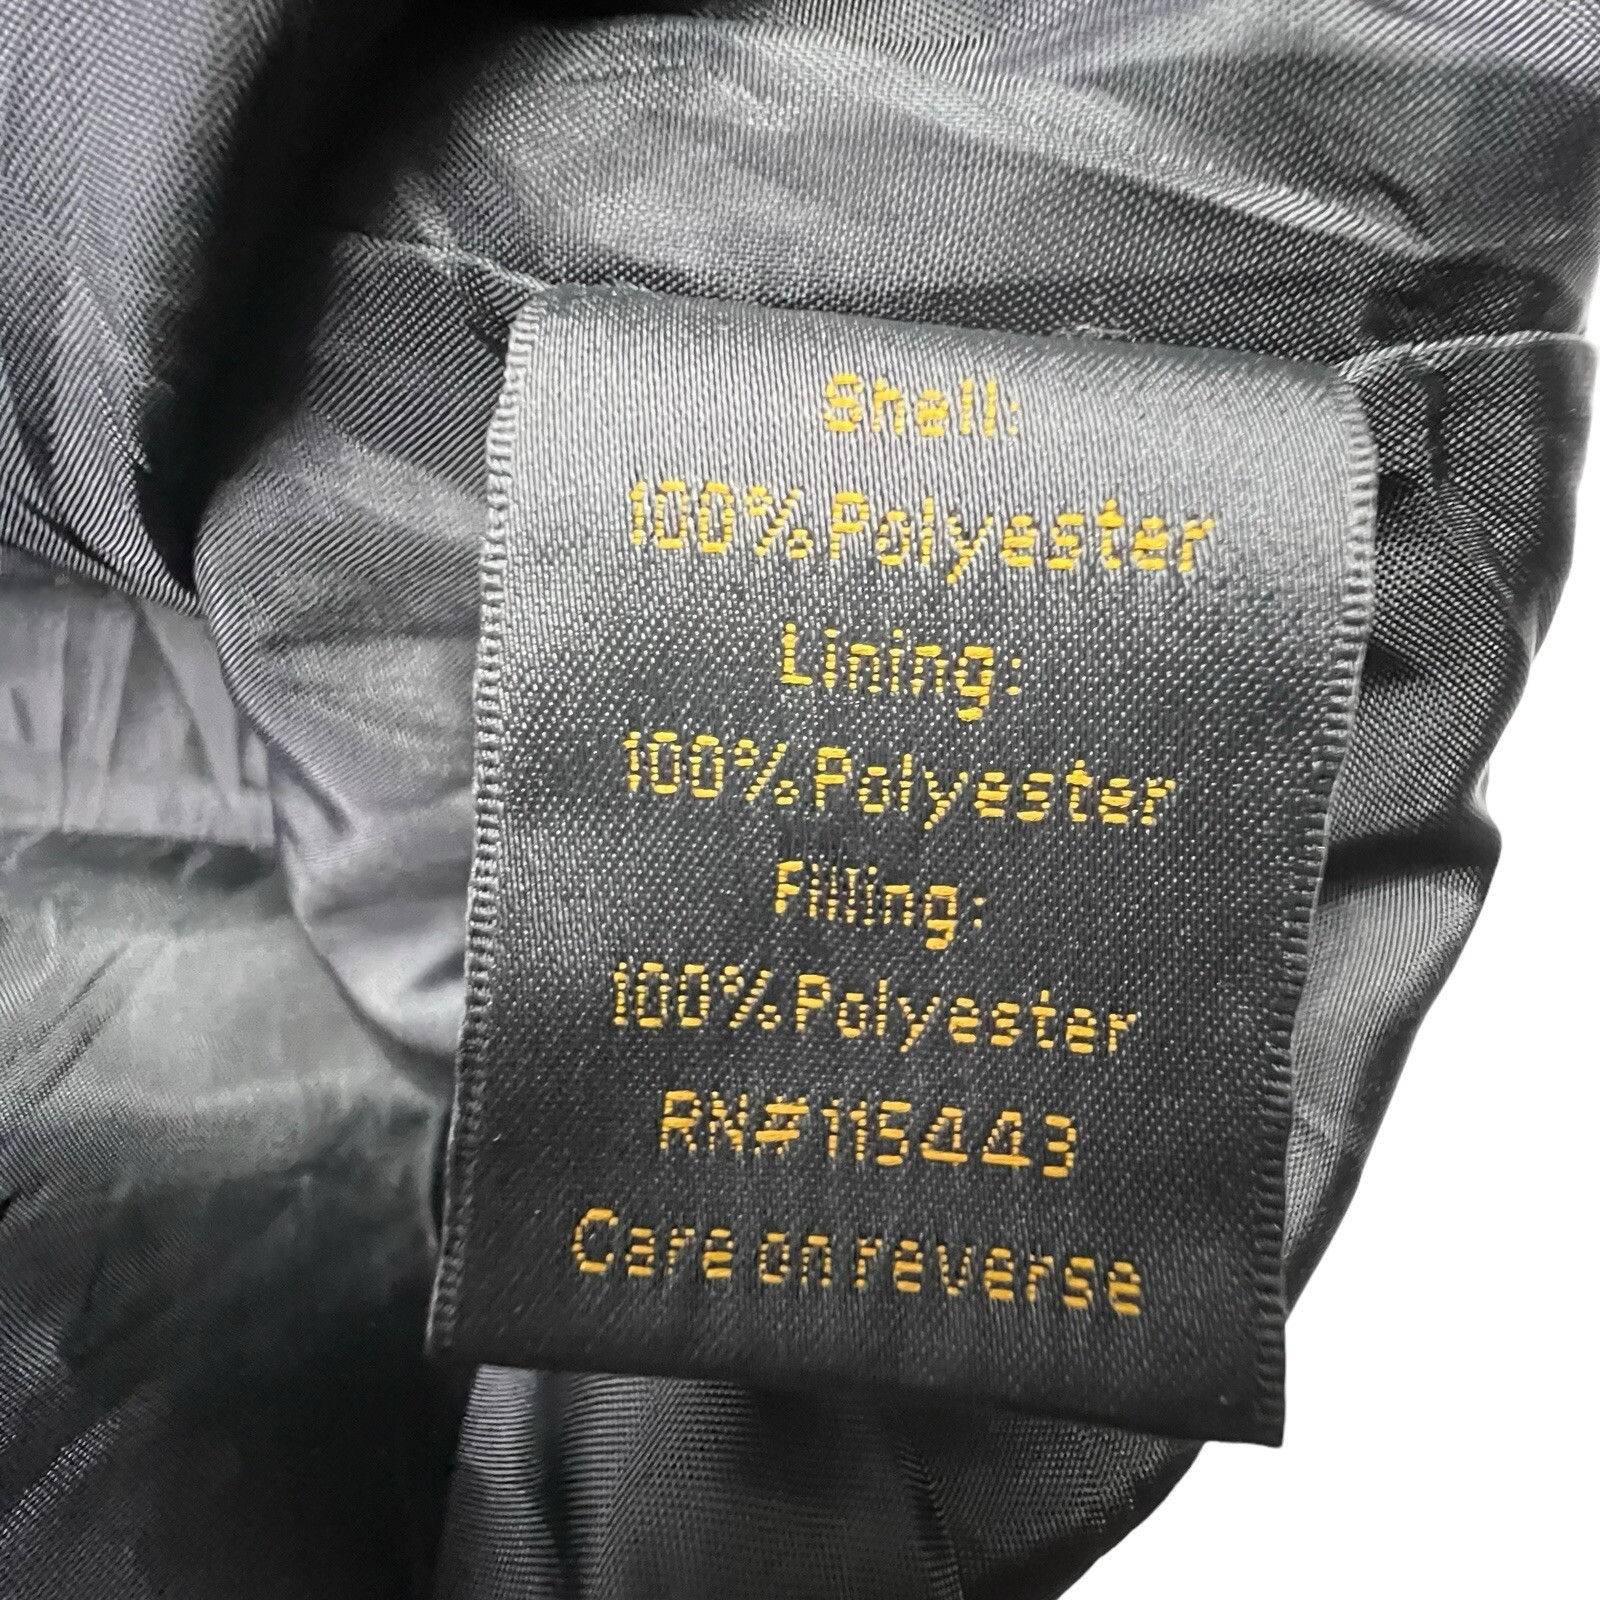 Shell:
100% Polyester
Lining:
100% Polyester
Filling:
100% Polyester
RN# 115443
Care on reverse